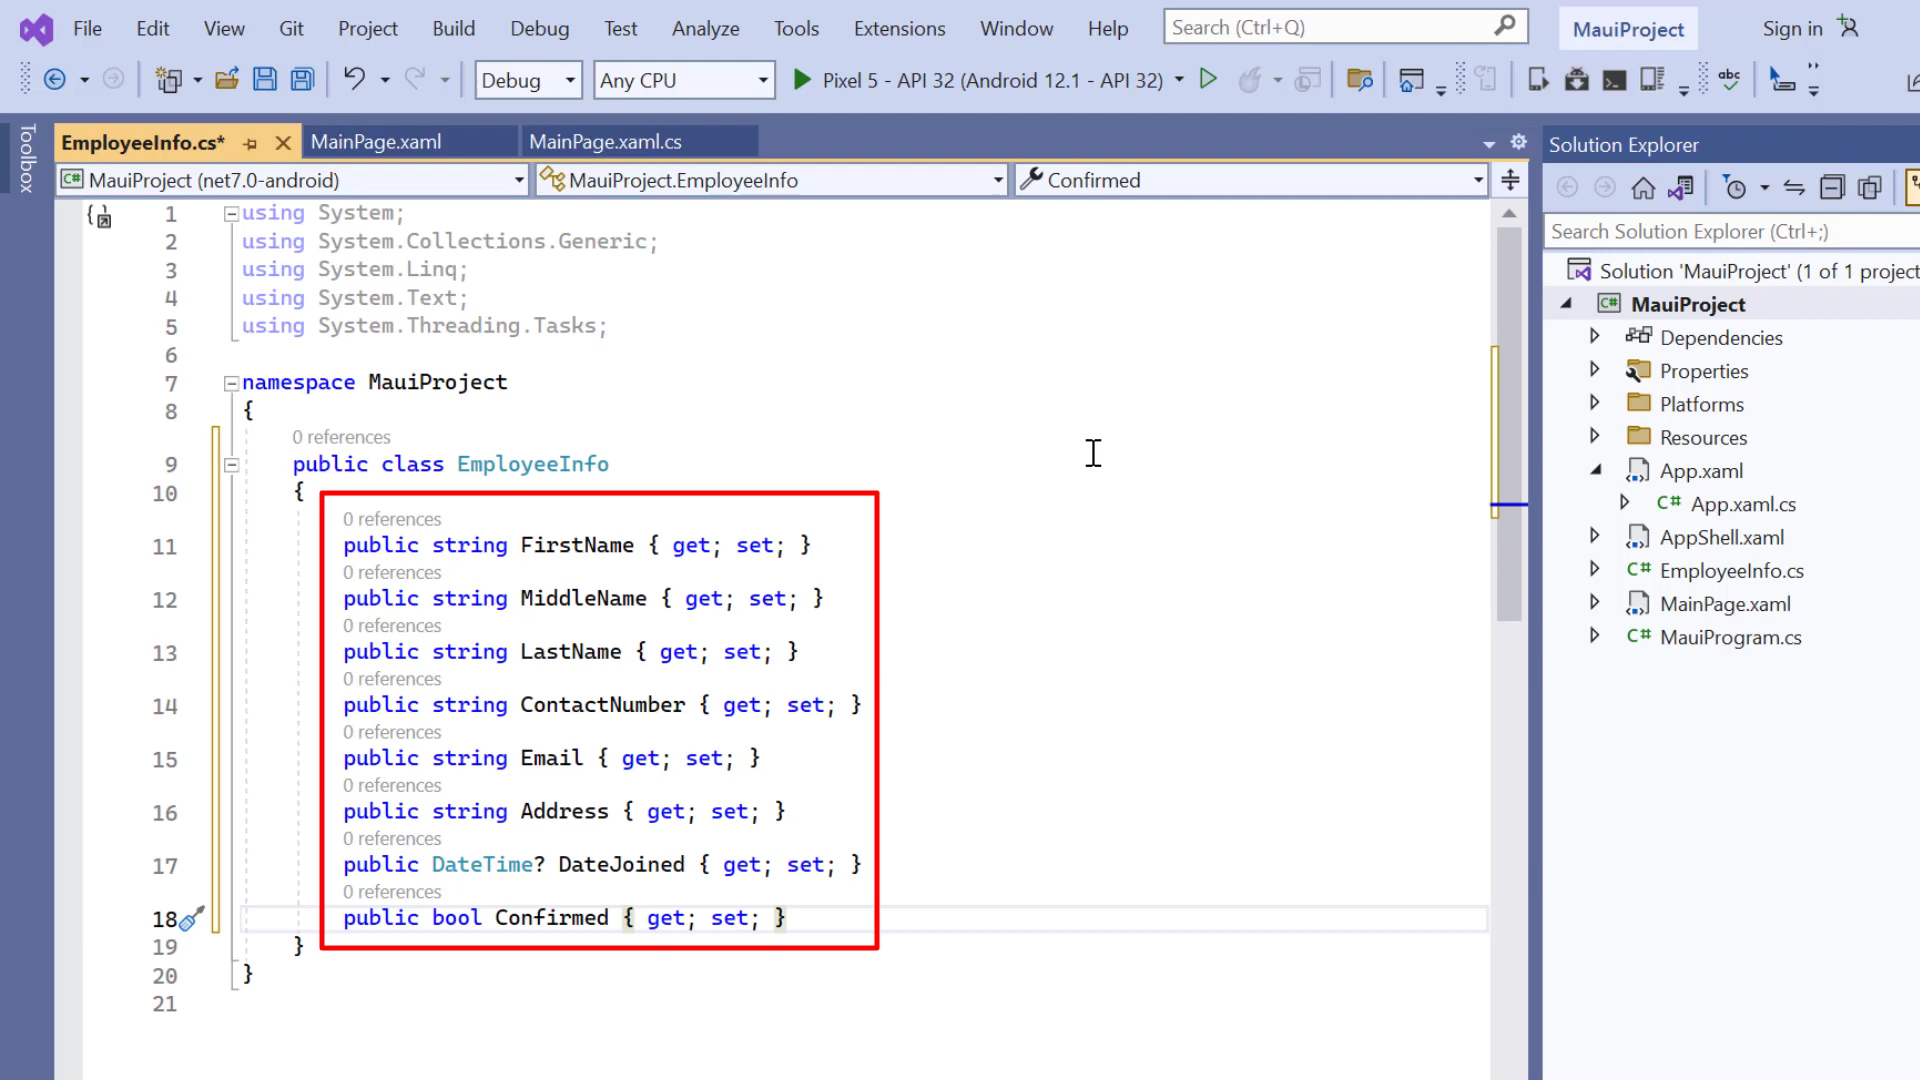 File Edit View Git Project Build Debug Test Analyze Tools Extensions Window Help Search (Ctrl+Q) MauiProject Sign in
Debug Any CPU Pixel 5 - API 32 (Android 12.1 - API 32) abc
Toolbox
EmployeeInfo.cs* MainPage.xaml MainPage.xaml.cs
C# MauiProject (net7.0-android) MauiProject.EmployeeInfo Confirmed
1 using System;
2 using System.Collections.Generic;
3 using System.Linq;
4 using System.Text;
5 using System.Threading.Tasks;
6
7 namespace MauiProject
8 {
0 references
9 public class EmployeeInfo
10 {
0 references
11 public string FirstName { get; set; }
0 references
12 public string MiddleName { get; set; }
0 references
13 public string LastName { get; set; }
0 references
14 public string ContactNumber { get; set; }
0 references
15 public string Email { get; set; }
0 references
16 public string Address { get; set; }
0 references
17 public DateTime? DateJoined { get; set; }
0 references
18 public bool Confirmed { get; set; }
19 }
20 }
21
Solution Explorer
Search Solution Explorer (Ctrl+;)
Solution 'MauiProject' (1 of 1 project
C# MauiProject
Dependencies
Properties
Platforms
Resources
App.xaml
C# App.xaml.cs
AppShell.xaml
C# EmployeeInfo.cs
MainPage.xaml
C# MauiProgram.cs